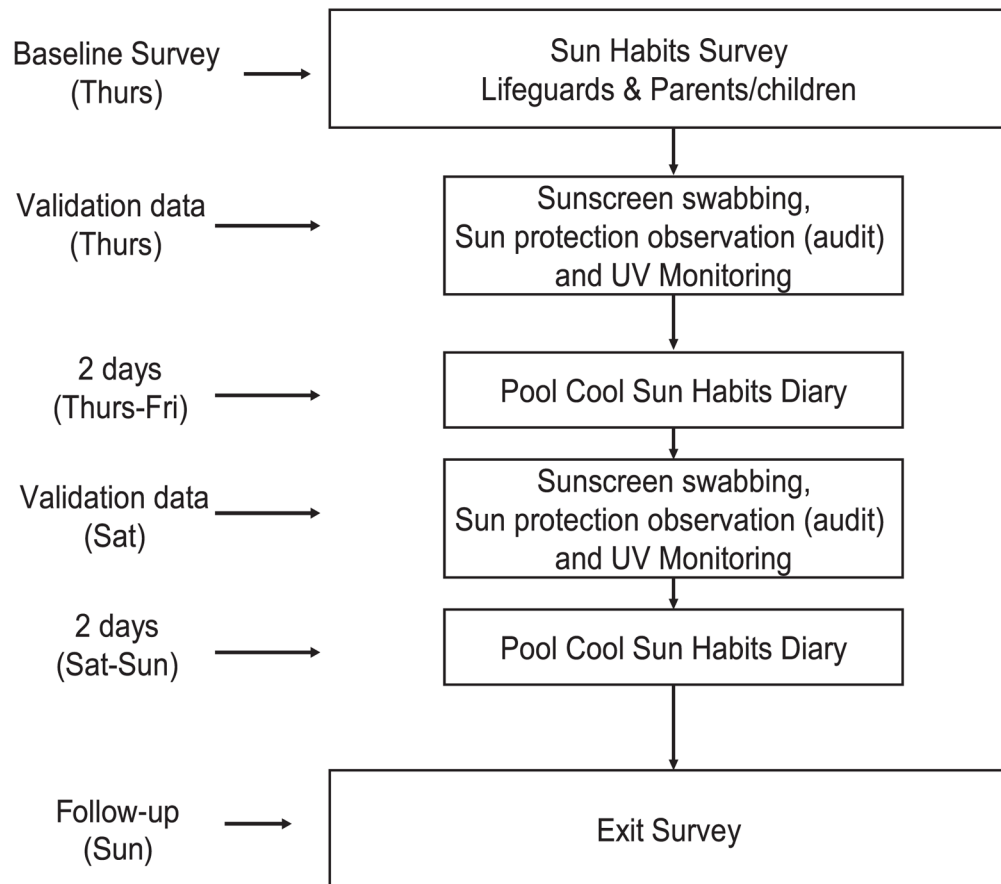 Baseline Survey
(Thurs)
Sun Habits Survey
Lifeguards & Parents/children
Validation data
(Thurs)
Sunscreen swabbing,
Sun protection observation (audit)
and UV Monitoring
2 days
(Thurs-Fri)
Pool Cool Sun Habits Diary
Validation data
(Sat)
Sunscreen swabbing,
Sun protection observation (audit)
and UV Monitoring
2 days
(Sat-Sun)
Pool Cool Sun Habits Diary
Follow-up
(Sun)
Exit Survey